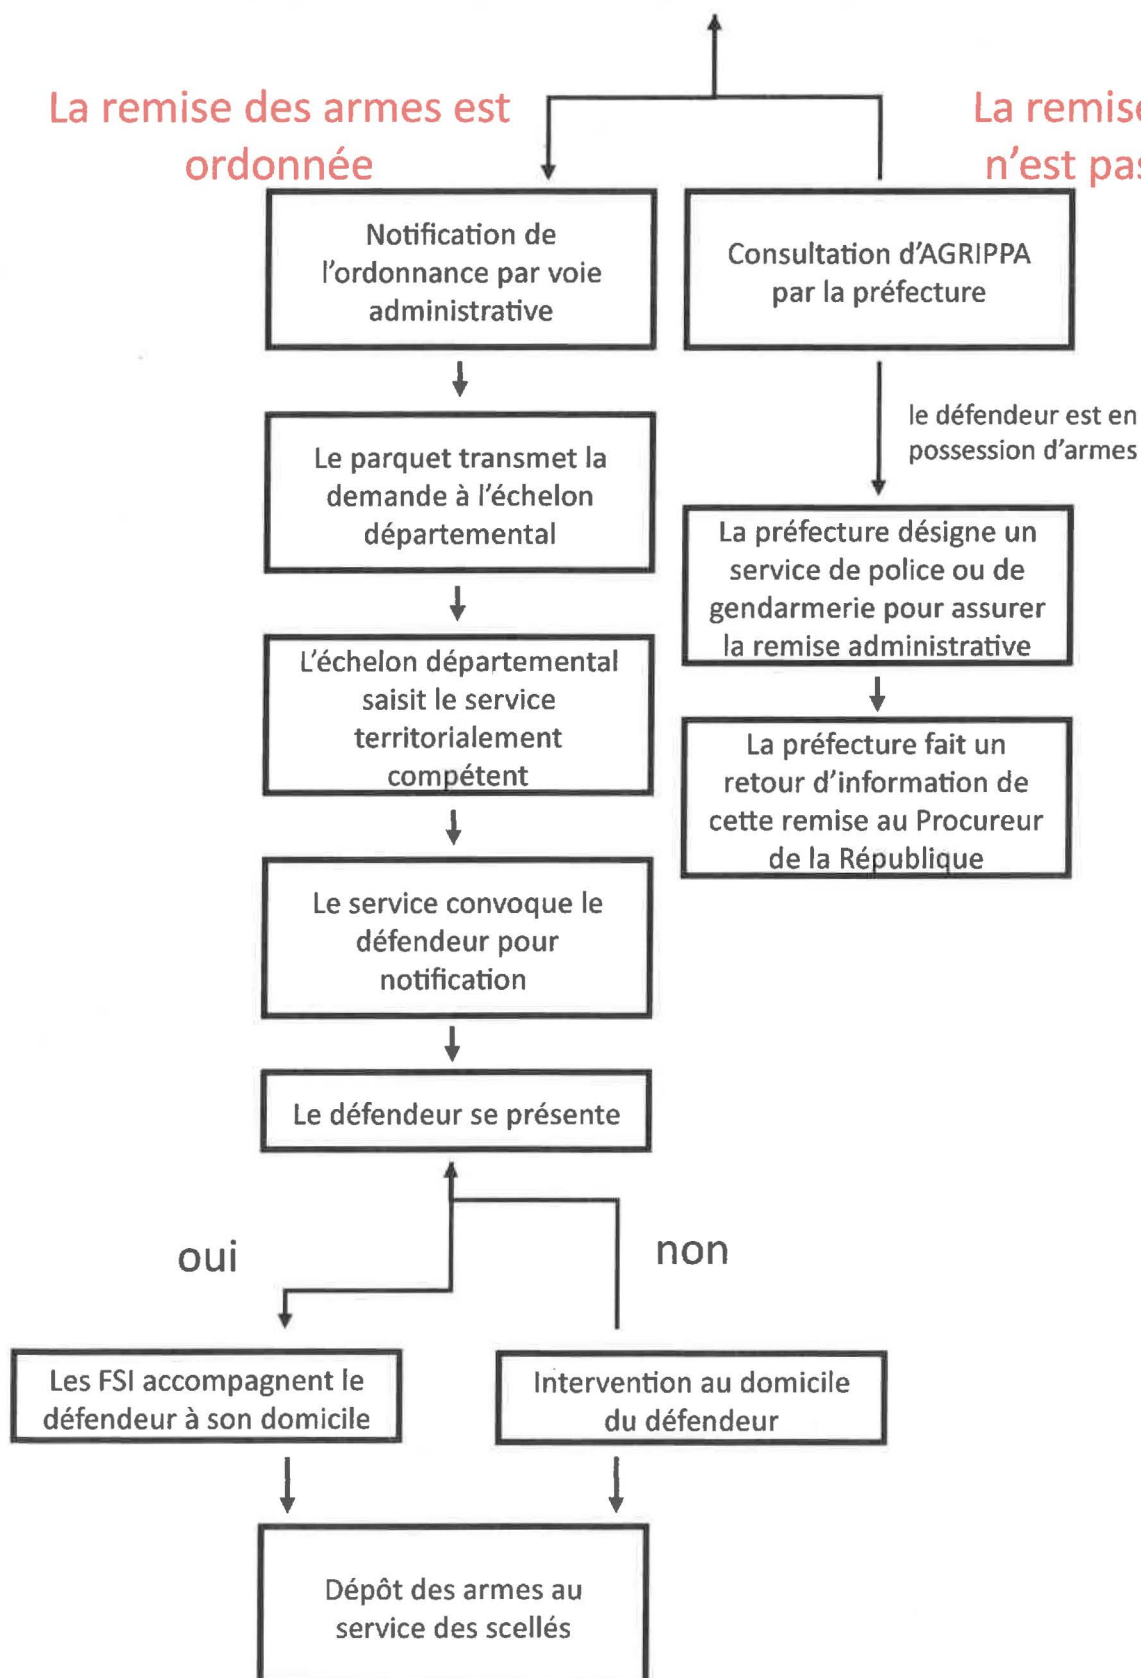 La remise des armes est
ordonnée
La remise
n'est pas
Notification de
l'ordonnance par voie
administrative
Consultation d'AGRIPPA
par la préfecture
le défendeur est en
possession d'armes
Le parquet transmet la
demande à l'échelon
départemental
La préfecture désigne un
service de police ou de
gendarmerie pour assurer
la remise administrative
L'échelon départemental
saisit le service
territorialement
compétent
La préfecture fait un
retour d'information de
cette remise au Procureur
de la République
Le service convoque le
défendeur pour
notification
Le défendeur se présente
oui
non
Les FSI accompagnent le
défendeur à son domicile
Intervention au domicile
du défendeur
Dépôt des armes au
service des scellés